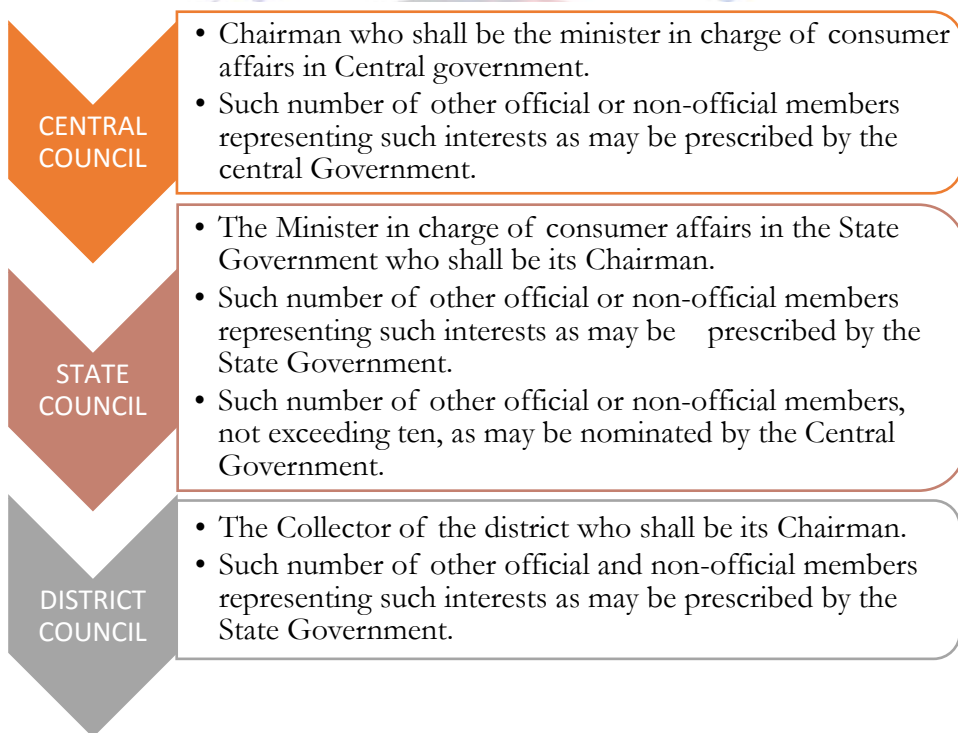 • Chairman who shall be the minister in charge of consumer
affairs in Central government.
• Such number of other official or non-official members
representing such interests as may be prescribed by the
central Government.
CENTRAL
COUNCIL
• The Minister in charge of consumer affairs in the State
Government who shall be its Chairman.
• Such number of other official or non-official members
representing such interests as may be prescribed by the
State Government.
• Such number of other official or non-official members,
not exceeding ten, as may be nominated by the Central
Government.
STATE
COUNCIL
• The Collector of the district who shall be its Chairman.
• Such number of other official and non-official members
representing such interests as may be prescribed by the
State Government.
DISTRICT
COUNCIL